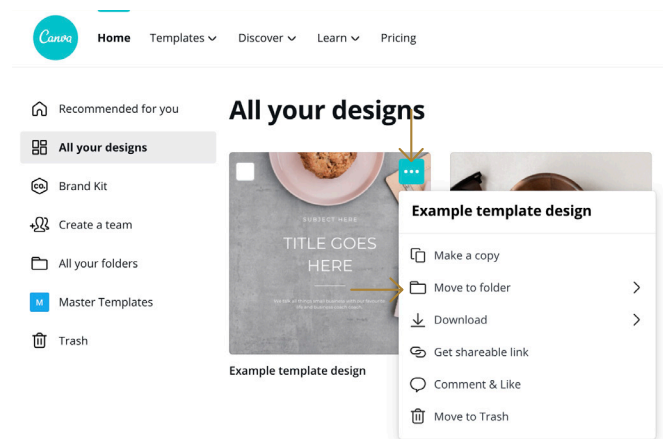 Canva
Home Templates Discover Learn Pricing
Recommended for you
All your designs
Brand Kit
Create a team
All your folders
M Master Templates
Trash
All your designs
SUBJECT HERE
TITLE GOES
HERE
Example template design
Example template design
Make a copy
Move to folder
Download
Get shareable link
Comment & Like
Move to Trash